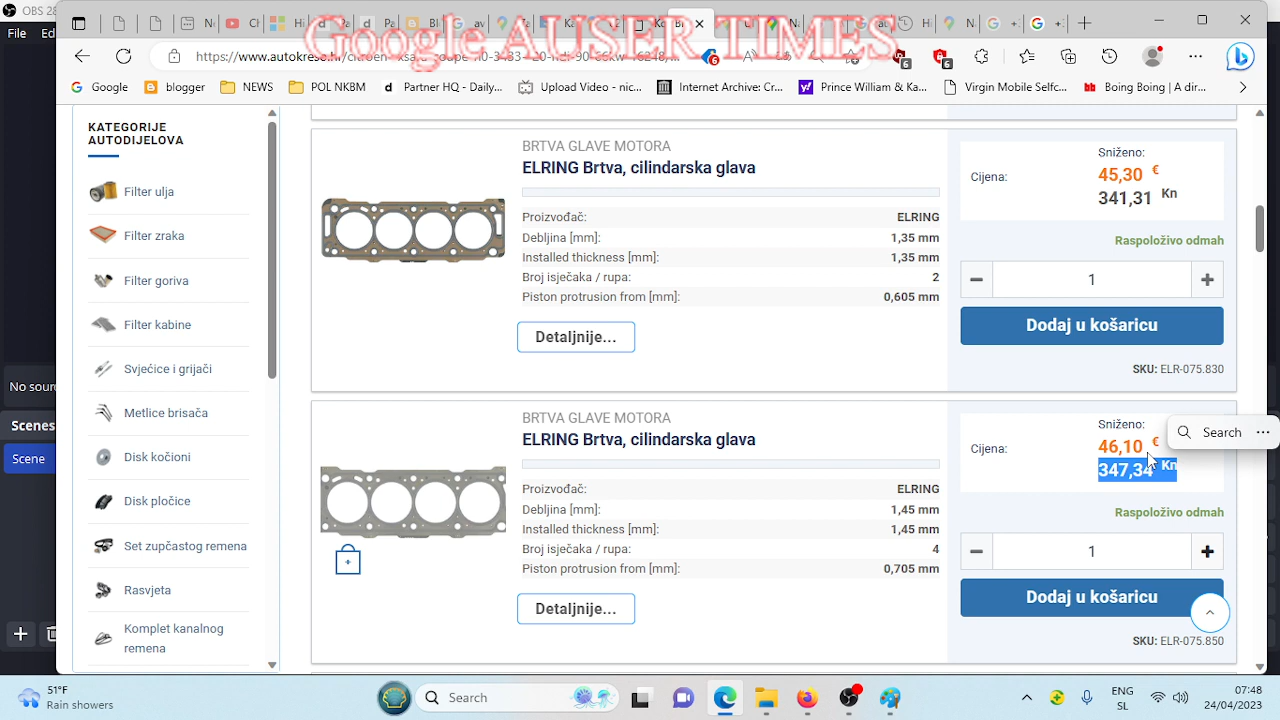 OBS 28
File
Ed
Google AUSER TIMES
https://www.autokreso.hr/citroen
Google
blogger
NEWS
POL NKBM
Partner HQ - Daily...
Upload Video - nic...
Internet Archive: Cr...
Prince William & Ka...
Virgin Mobile Selfc...
Boing Boing | A dir...
KATEGORIJE
AUTODIJELOVA
Filter ulja
Filter zraka
Filter goriva
Filter kabine
Svjećice i grijači
Metlice brisača
Disk kočioni
Disk pločice
Set zupčastog remena
Rasvjeta
Komplet kanalnog
remena
BRTVA GLAVE MOTORA
ELRING Brtva, cilindarska glava
Proizvođač: ELRING
Debljina [mm]: 1,35 mm
Installed thickness [mm]: 1,35 mm
Broj isječaka / rupa: 2
Piston protrusion from [mm]: 0,605 mm
Detaljnije...
Cijena:
Sniženo:
45,30 €
341,31 Kn
Raspoloživo odmah
1
Dodaj u košaricu
SKU: ELR-075.830
BRTVA GLAVE MOTORA
ELRING Brtva, cilindarska glava
Proizvođač: ELRING
Debljina [mm]: 1,45 mm
Installed thickness [mm]: 1,45 mm
Broj isječaka / rupa: 4
Piston protrusion from [mm]: 0,705 mm
Detaljnije...
Cijena:
Sniženo:
46,10 €
347,34 Kn
Search
Raspoloživo odmah
1
Dodaj u košaricu
SKU: ELR-075.850
No sour
Scenes
Scene
51°F
Rain showers
Search
ENG
SL
07:48
24/04/2023